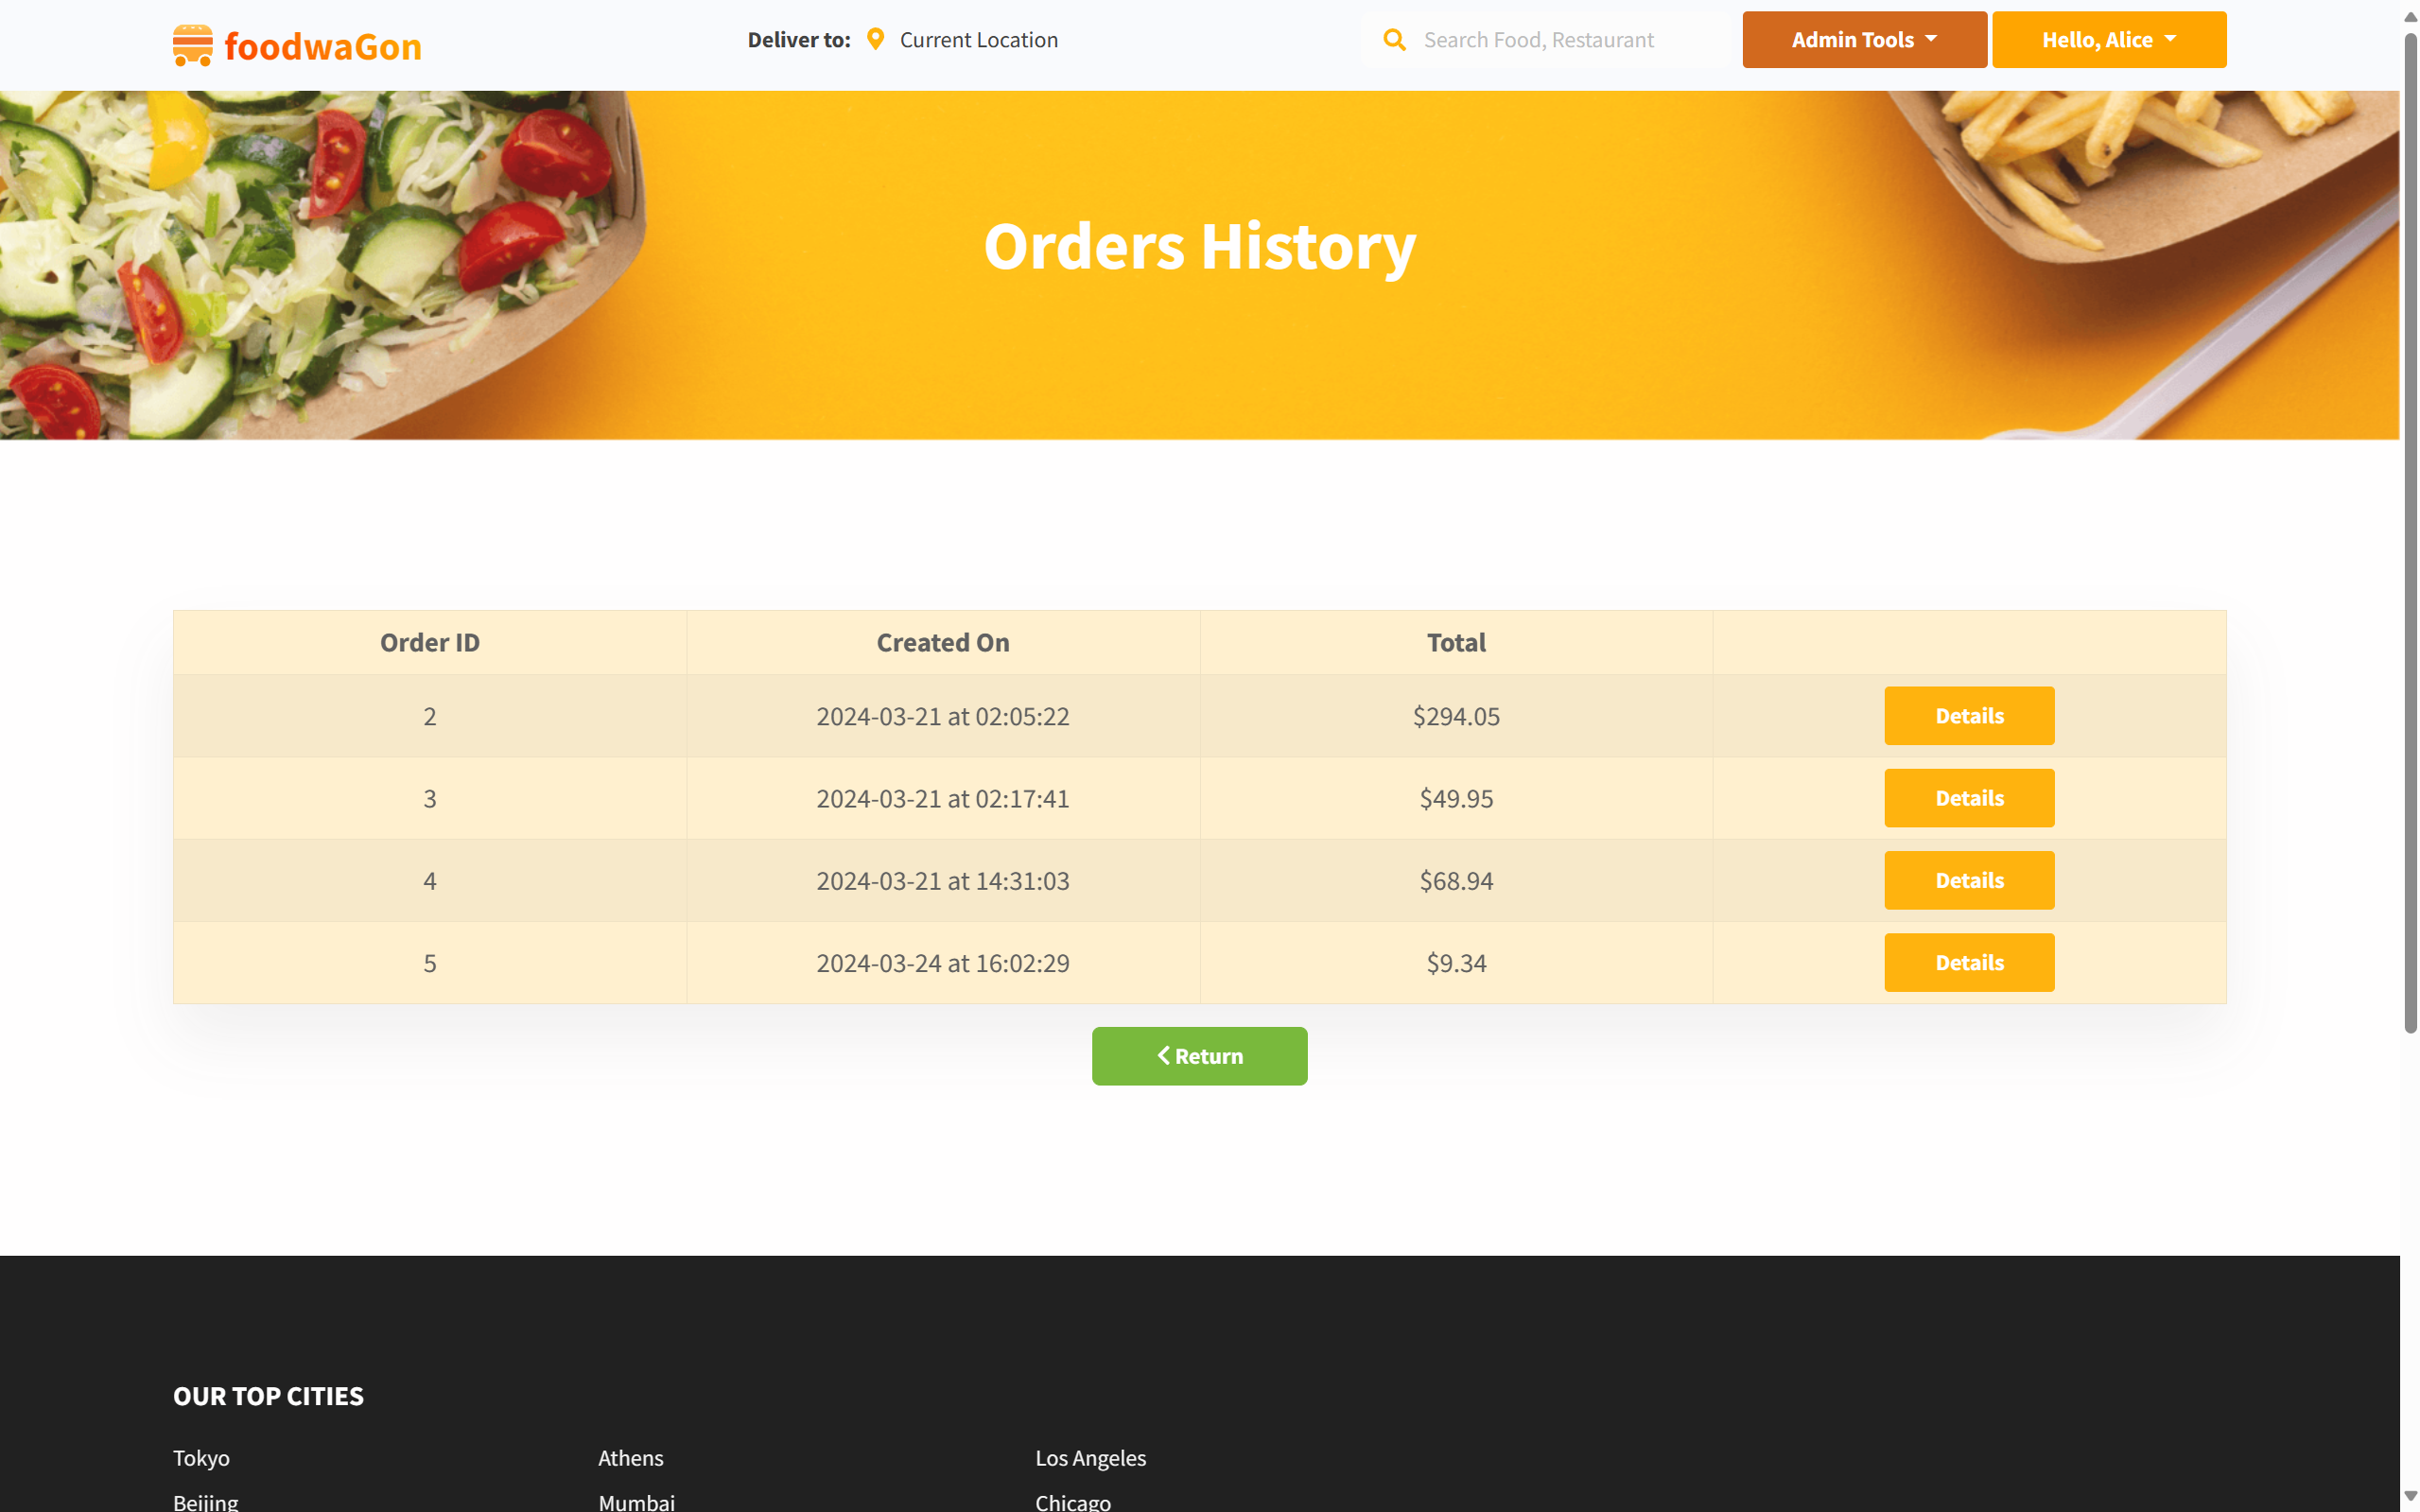 foodwaGon
Deliver to: Current Location
Search Food, Restaurant
Admin Tools
Hello, Alice
Orders History
Order ID Created On Total
2 2024-03-21 at 02:05:22 $294.05 Details
3 2024-03-21 at 02:17:41 $49.95 Details
4 2024-03-21 at 14:31:03 $68.94 Details
5 2024-03-24 at 16:02:29 $9.34 Details
Return
OUR TOP CITIES
Tokyo Athens Los Angeles
Beijing Mumbai Chicago